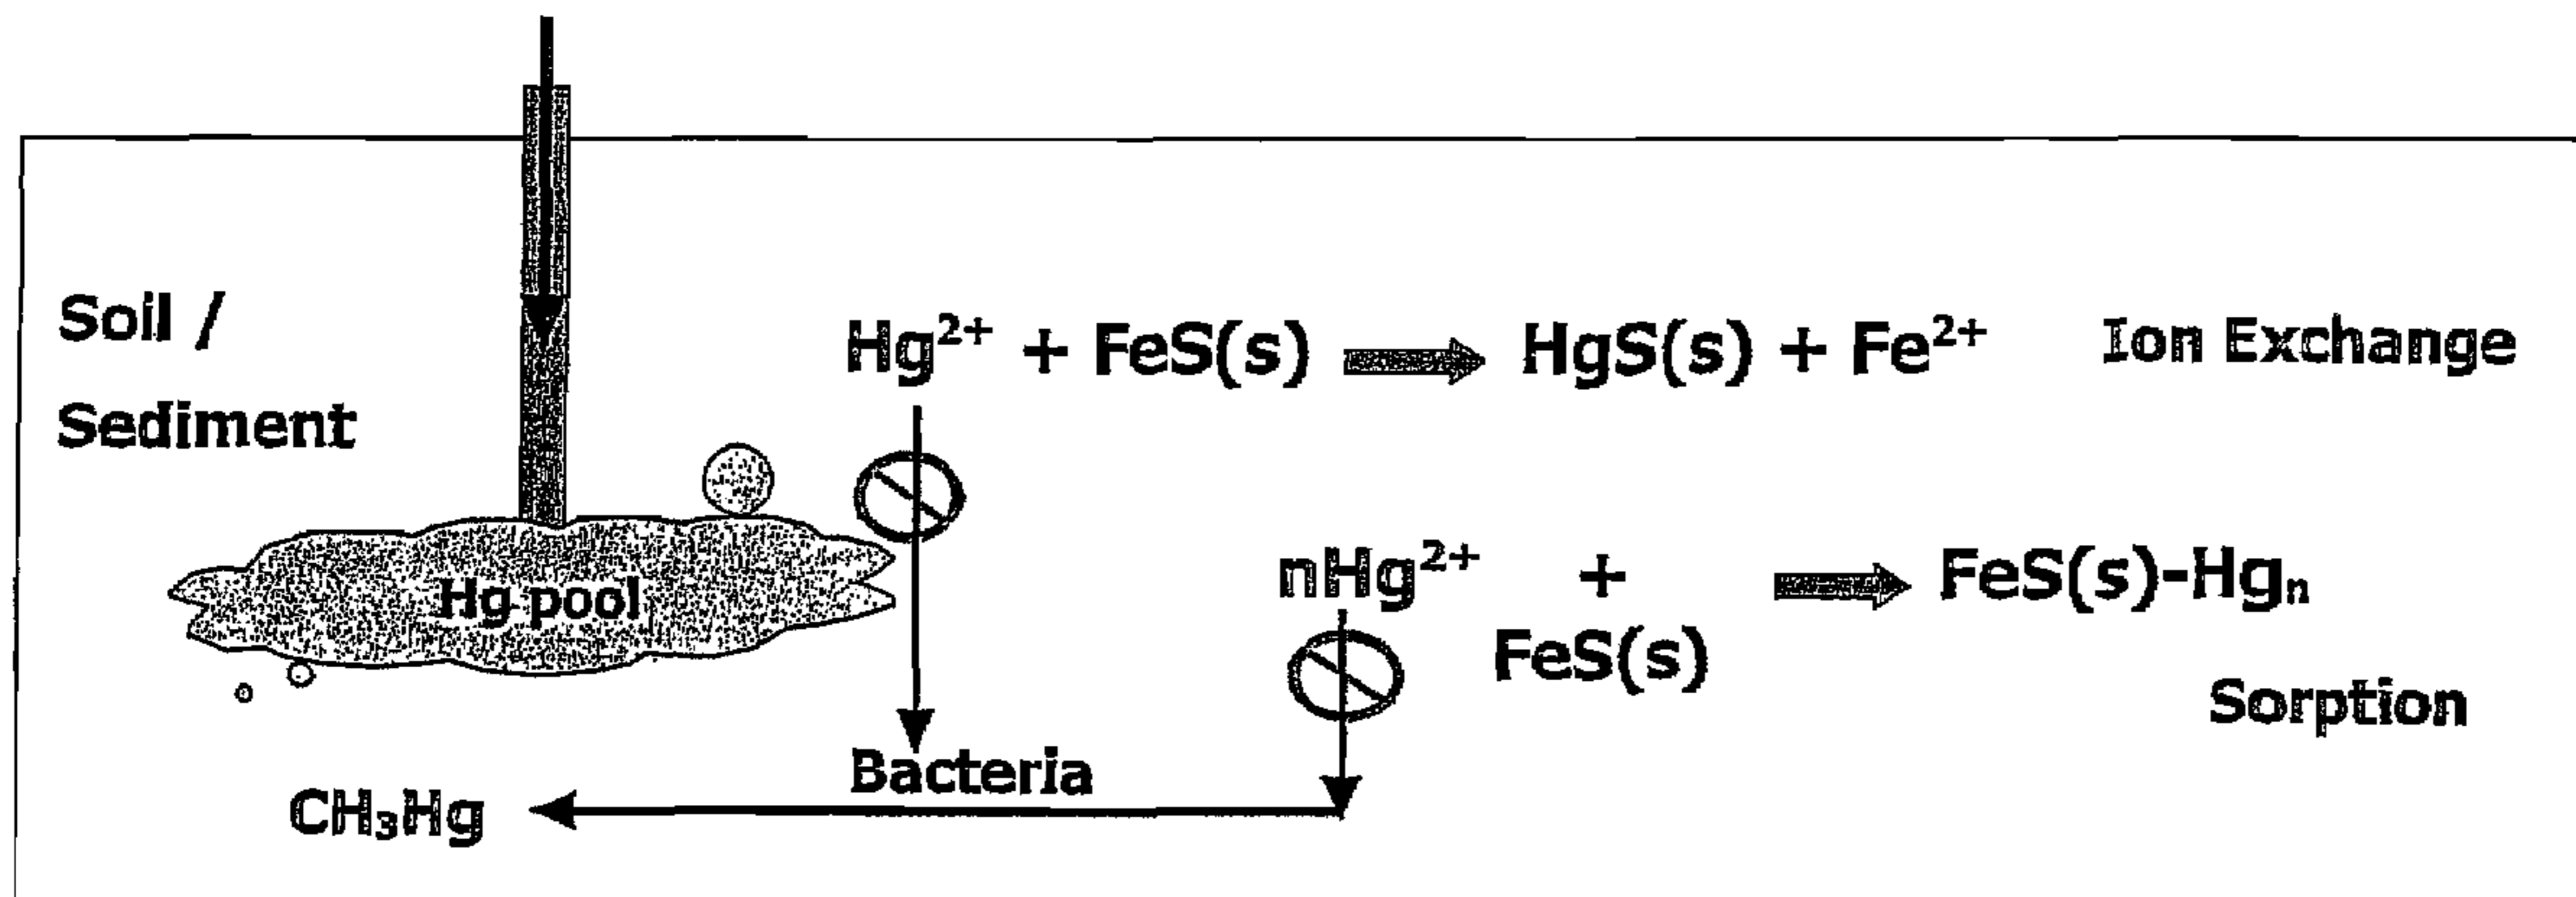 Soil /
Sediment
Hg²⁺ + FeS(s) → HgS(s) + Fe²⁺
Ion Exchange
Hg pool
nHg²⁺ + FeS(s) → FeS(s)-Hgₙ
Sorption
Bacteria
CH₃Hg